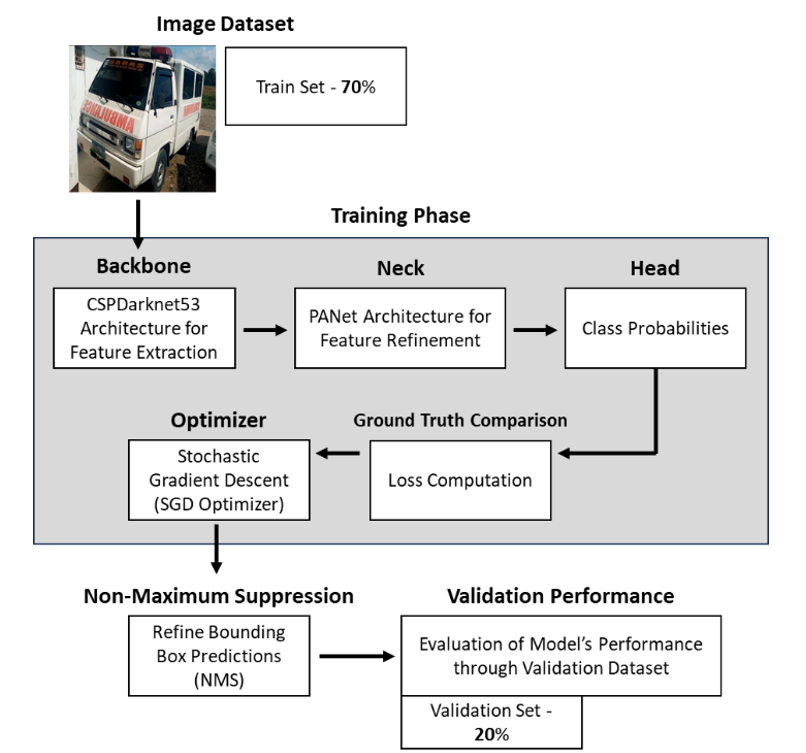 Image Dataset
AMBULANCE
Train Set - 70%
Training Phase
Backbone
Neck
Head
CSPDarknet53
Architecture for
Feature Extraction
PANet Architecture for
Feature Refinement
Class Probabilities
Optimizer
Ground Truth Comparison
Stochastic
Gradient Descent
(SGD Optimizer)
Loss Computation
Non-Maximum Suppression
Validation Performance
Refine Bounding
Box Predictions
(NMS)
Evaluation of Model’s Performance
through Validation Dataset
Validation Set -
20%